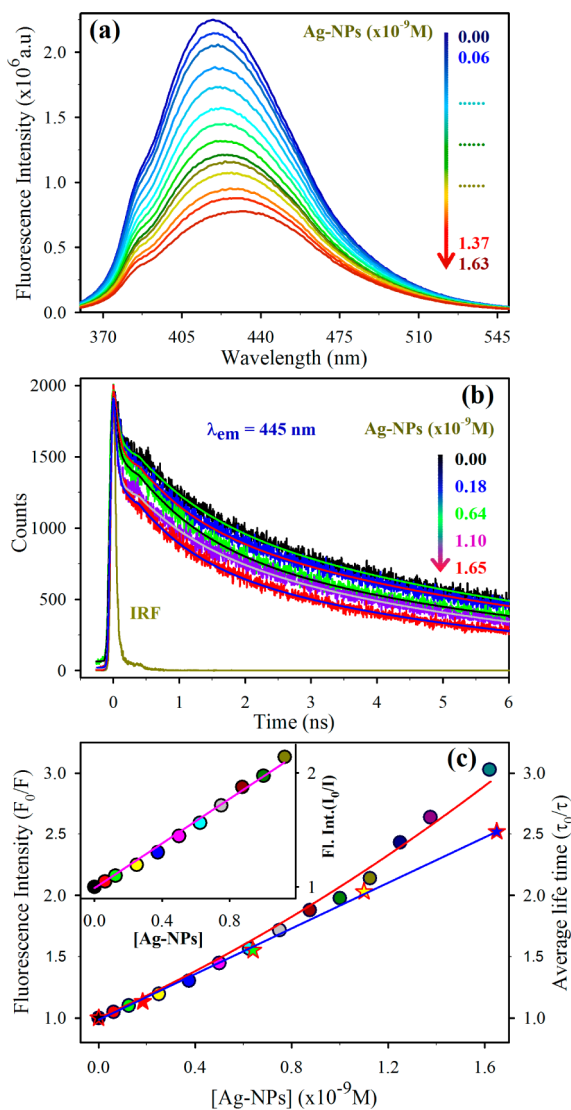 (a)
Ag-NPs (x10⁻⁹M)
0.00
0.06
......
......
.....
1.37
1.63
2.5
2.0
1.5
1.0
0.5
0.0
Fluorescence Intensity (x10⁶a.u)
370 405 440 475 510 545
Wavelength (nm)
(b)
λem = 445 nm
Ag-NPs (x10⁻⁹M)
0.00
0.18
0.64
1.10
1.65
IRF
2000
1500
1000
500
0
Counts
0 1 2 3 4 5 6
Time (ns)
(c)
3.0
2.5
2.0
1.5
1.0
Fluorescence Intensity (F₀/F)
2
1
Fl. Int.(I₀/I)
0.0 0.4 0.8
[Ag-NPs]
3.0
2.5
2.0
1.5
1.0
Average life time (τ₀/τ)
0.0 0.4 0.8 1.2 1.6
[Ag-NPs] (x10⁻⁹M)